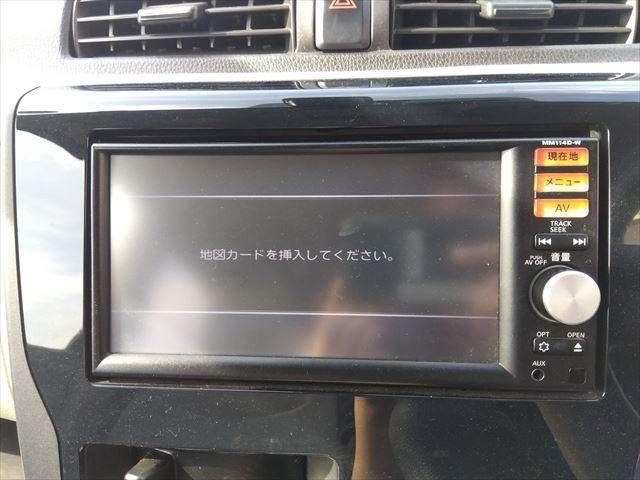 MM114D-W
現在地
メニュー
AV
TRACK
SEEK
PUSH
AV OFF
音量
地図カードを挿入してください。
OPT
OPEN
AUX